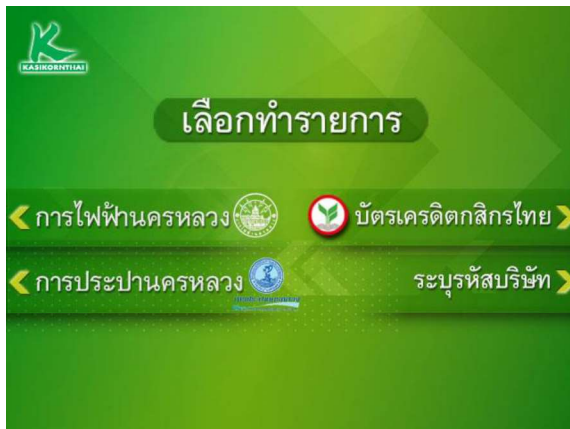 KASIKORNTHAI
เลือกทำรายการ
การไฟฟ้านครหลวง
บัตรเครดิตกสิกรไทย
การประปานครหลวง
ระบุรหัสบริษัท